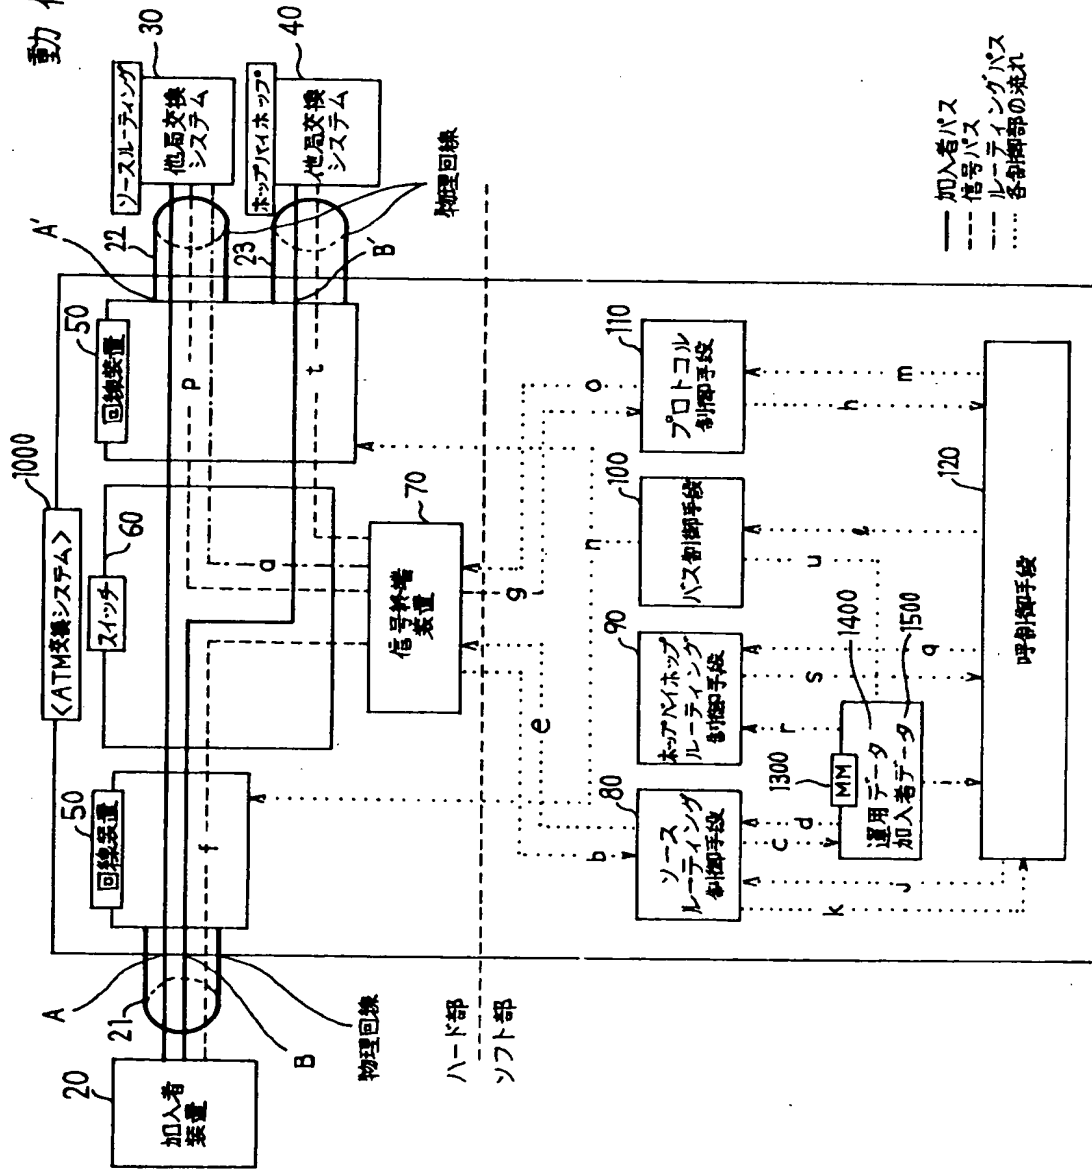 動
<ATM交換システム>
1000
50
回線装置
スイッチ
60
50
回線装置
A'
22
ソースルーティング
30
他局交換
システム
ホップバイホップ
40
他局交換
システム
23
B'
物理回線
p
t
a
f
20
加入者
装置
21
A
B
物理回線
70
信号終端
装置
ハード部
ソフト部
b
e
g
o
n
80
ソース
ルーティング
制御手段
90
ホップバイホップ
ルーティング
制御手段
100
パス制御手段
110
プロトコル
制御手段
c
d
r
s
q
u
l
h
m
J
k
1300
MM
1400
運用データ
加入者データ
1500
120
呼制御手段
加入者パス
信号パス
ルーティングパス
各制御部の流れ